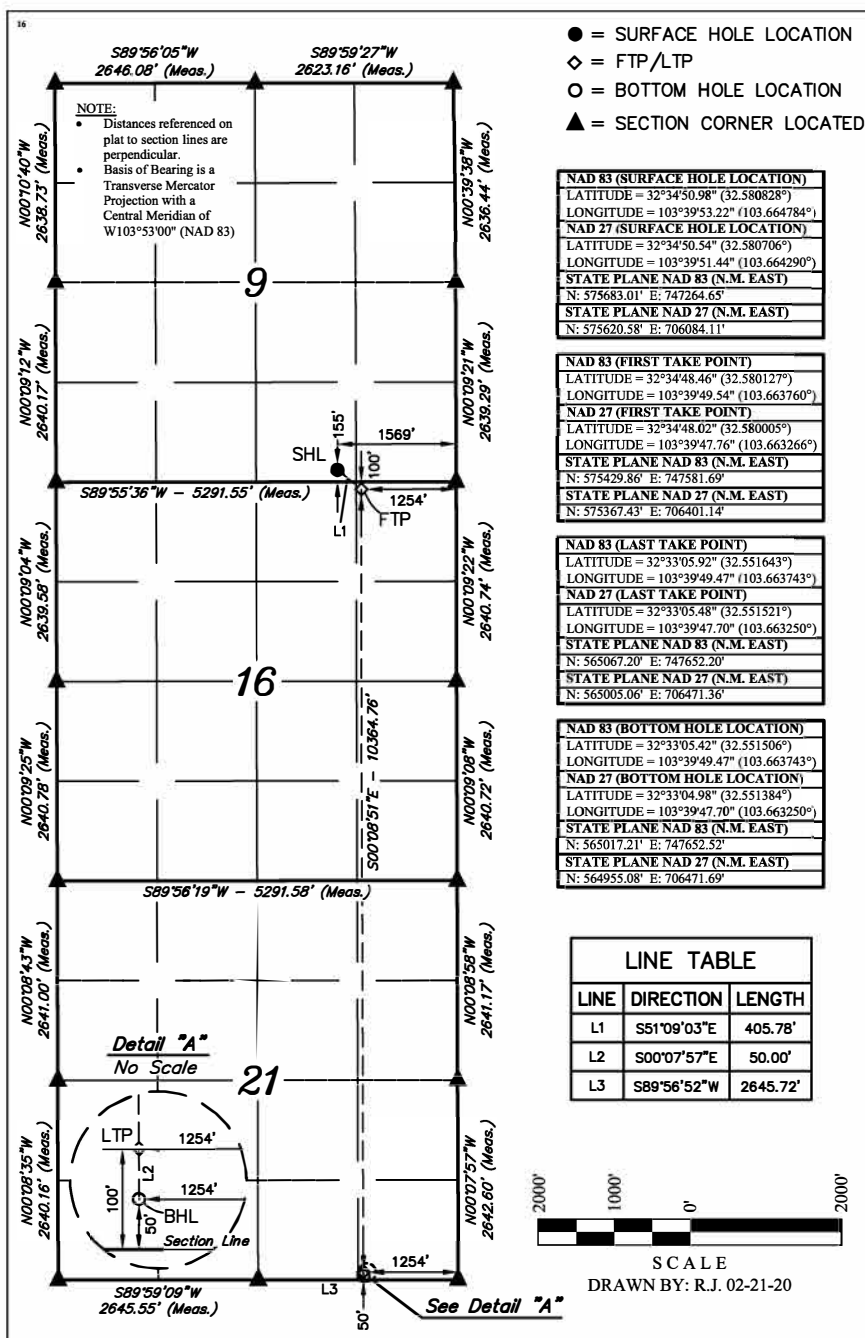 16
S89°56'05"W
2646.08' (Meas.)
S89°59'27"W
2623.16' (Meas.)
● = SURFACE HOLE LOCATION
◇ = FTP/LTP
○ = BOTTOM HOLE LOCATION
▲ = SECTION CORNER LOCATED
NOTE:
• Distances referenced on
plat to section lines are
perpendicular.
• Basis of Bearing is a
Transverse Mercator
Projection with a
Central Meridian of
W103°53'00" (NAD 83)
N00°10'40"W
2638.73' (Meas.)
N00°39'38"W
2636.44' (Meas.)
9
N00°09'12"W
2640.17' (Meas.)
N00°09'21"W
2639.29' (Meas.)
155'
1569'
SHL
100'
S89°55'36"W – 5291.55' (Meas.)
1254'
L1
FTP
N00°09'04"W
2639.58' (Meas.)
N00°09'22"W
2640.74' (Meas.)
16
S00°08'51"E – 10364.76'
N00°09'25"W
2640.78' (Meas.)
N00°09'08"W
2640.72' (Meas.)
S89°56'19"W – 5291.58' (Meas.)
N00°08'43"W
2641.00' (Meas.)
N00°08'58"W
2641.17' (Meas.)
Detail "A"
No Scale
21
LTP
1254'
L2
100'
1254'
BHL
50'
Section Line
N00°08'35"W
2640.16' (Meas.)
N00°07'57"W
2642.60' (Meas.)
1254'
S89°59'09"W
2645.55' (Meas.)
L3
50'
See Detail "A"
NAD 83 (SURFACE HOLE LOCATION)
LATITUDE = 32°34'50.98" (32.580828°)
LONGITUDE = 103°39'53.22" (103.664784°)
NAD 27 (SURFACE HOLE LOCATION)
LATITUDE = 32°34'50.54" (32.580706°)
LONGITUDE = 103°39'51.44" (103.664290°)
STATE PLANE NAD 83 (N.M. EAST)
N: 575683.01' E: 747264.65'
STATE PLANE NAD 27 (N.M. EAST)
N: 575620.58' E: 706084.11'
NAD 83 (FIRST TAKE POINT)
LATITUDE = 32°34'48.46" (32.580127°)
LONGITUDE = 103°39'49.54" (103.663760°)
NAD 27 (FIRST TAKE POINT)
LATITUDE = 32°34'48.02" (32.580005°)
LONGITUDE = 103°39'47.76" (103.663266°)
STATE PLANE NAD 83 (N.M. EAST)
N: 575429.86' E: 747581.69'
STATE PLANE NAD 27 (N.M. EAST)
N: 575367.43' E: 706401.14'
NAD 83 (LAST TAKE POINT)
LATITUDE = 32°33'05.92" (32.551643°)
LONGITUDE = 103°39'49.47" (103.663743°)
NAD 27 (LAST TAKE POINT)
LATITUDE = 32°33'05.48" (32.551521°)
LONGITUDE = 103°39'47.70" (103.663250°)
STATE PLANE NAD 83 (N.M. EAST)
N: 565067.20' E: 747652.20'
STATE PLANE NAD 27 (N.M. EAST)
N: 565005.06' E: 706471.36'
NAD 83 (BOTTOM HOLE LOCATION)
LATITUDE = 32°33'05.42" (32.551506°)
LONGITUDE = 103°39'49.47" (103.663743°)
NAD 27 (BOTTOM HOLE LOCATION)
LATITUDE = 32°33'04.98" (32.551384°)
LONGITUDE = 103°39'47.70" (103.663250°)
STATE PLANE NAD 83 (N.M. EAST)
N: 565017.21' E: 747652.52'
STATE PLANE NAD 27 (N.M. EAST)
N: 564955.08' E: 706471.69'
LINE TABLE
LINE DIRECTION LENGTH
L1 S51°09'03"E 405.78'
L2 S00°07'57"E 50.00'
L3 S89°56'52"W 2645.72'
2000' 1000' 0' 2000'
SCALE
DRAWN BY: R.J. 02-21-20